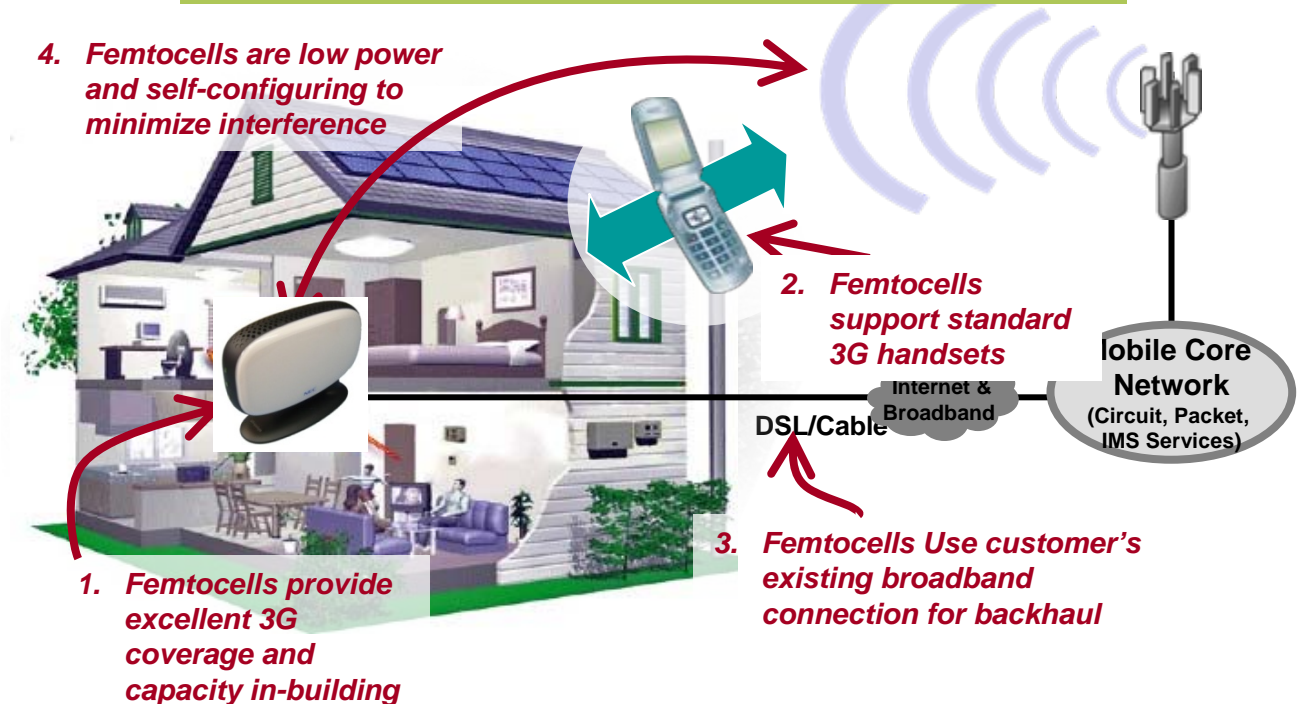 4. Femtocells are low power
and self-configuring to
minimize interference
2. Femtocells
support standard
3G handsets
Internet &
Broadband
DSL/Cable
Core
Network
(Circuit, Packet,
IMS Services)
3. Femtocells Use customer's
existing broadband
connection for backhaul
1. Femtocells provide
excellent 3G
coverage and
capacity in-building